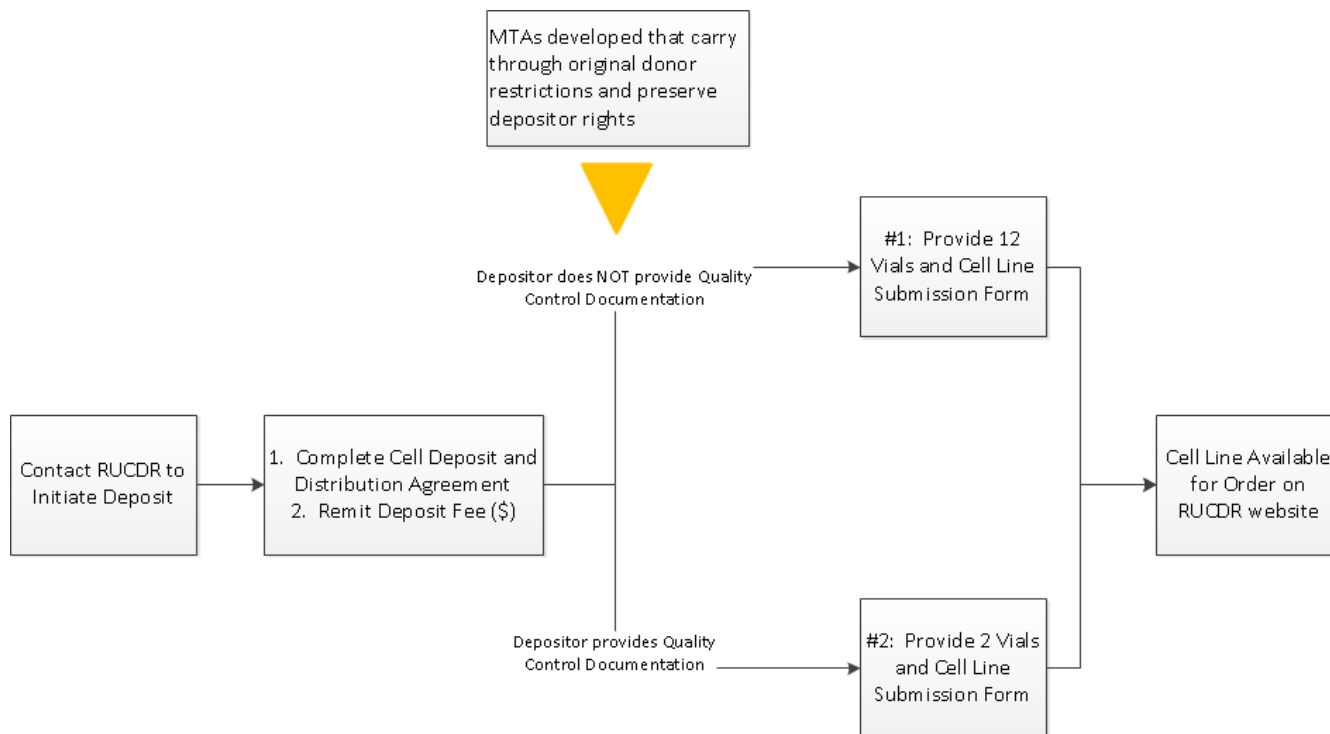 MTAs developed that carry
through original donor
restrictions and preserve
depositor rights
Depositor does NOT provide Quality
Control Documentation
#1:  Provide 12
Vials and Cell Line
Submission Form
Contact RUCDR to
Initiate Deposit
1.  Complete Cell Deposit and
Distribution Agreement
2.  Remit Deposit Fee ($)
Cell Line Available
for Order on
RUCDR website
Depositor provides Quality
Control Documentation
#2:  Provide 2 Vials
and Cell Line
Submission Form